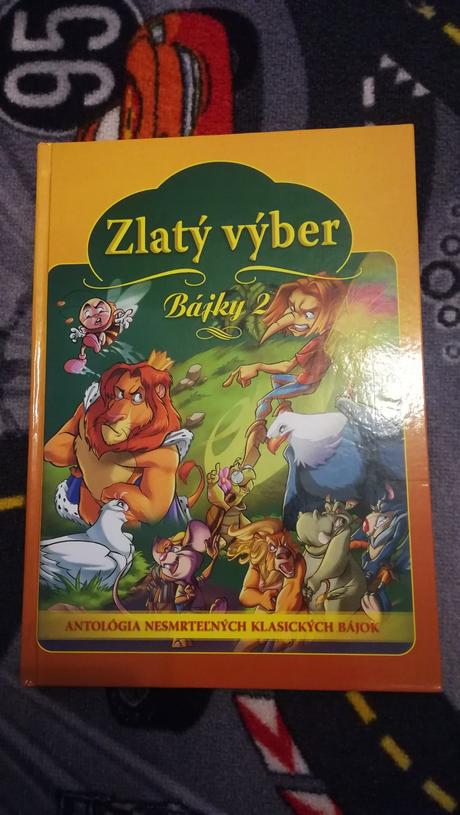 95
Zlatý výber
Bájky 2
ANTOLÓGIA NESMRTEĽNÝCH KLASICKÝCH BÁJOK